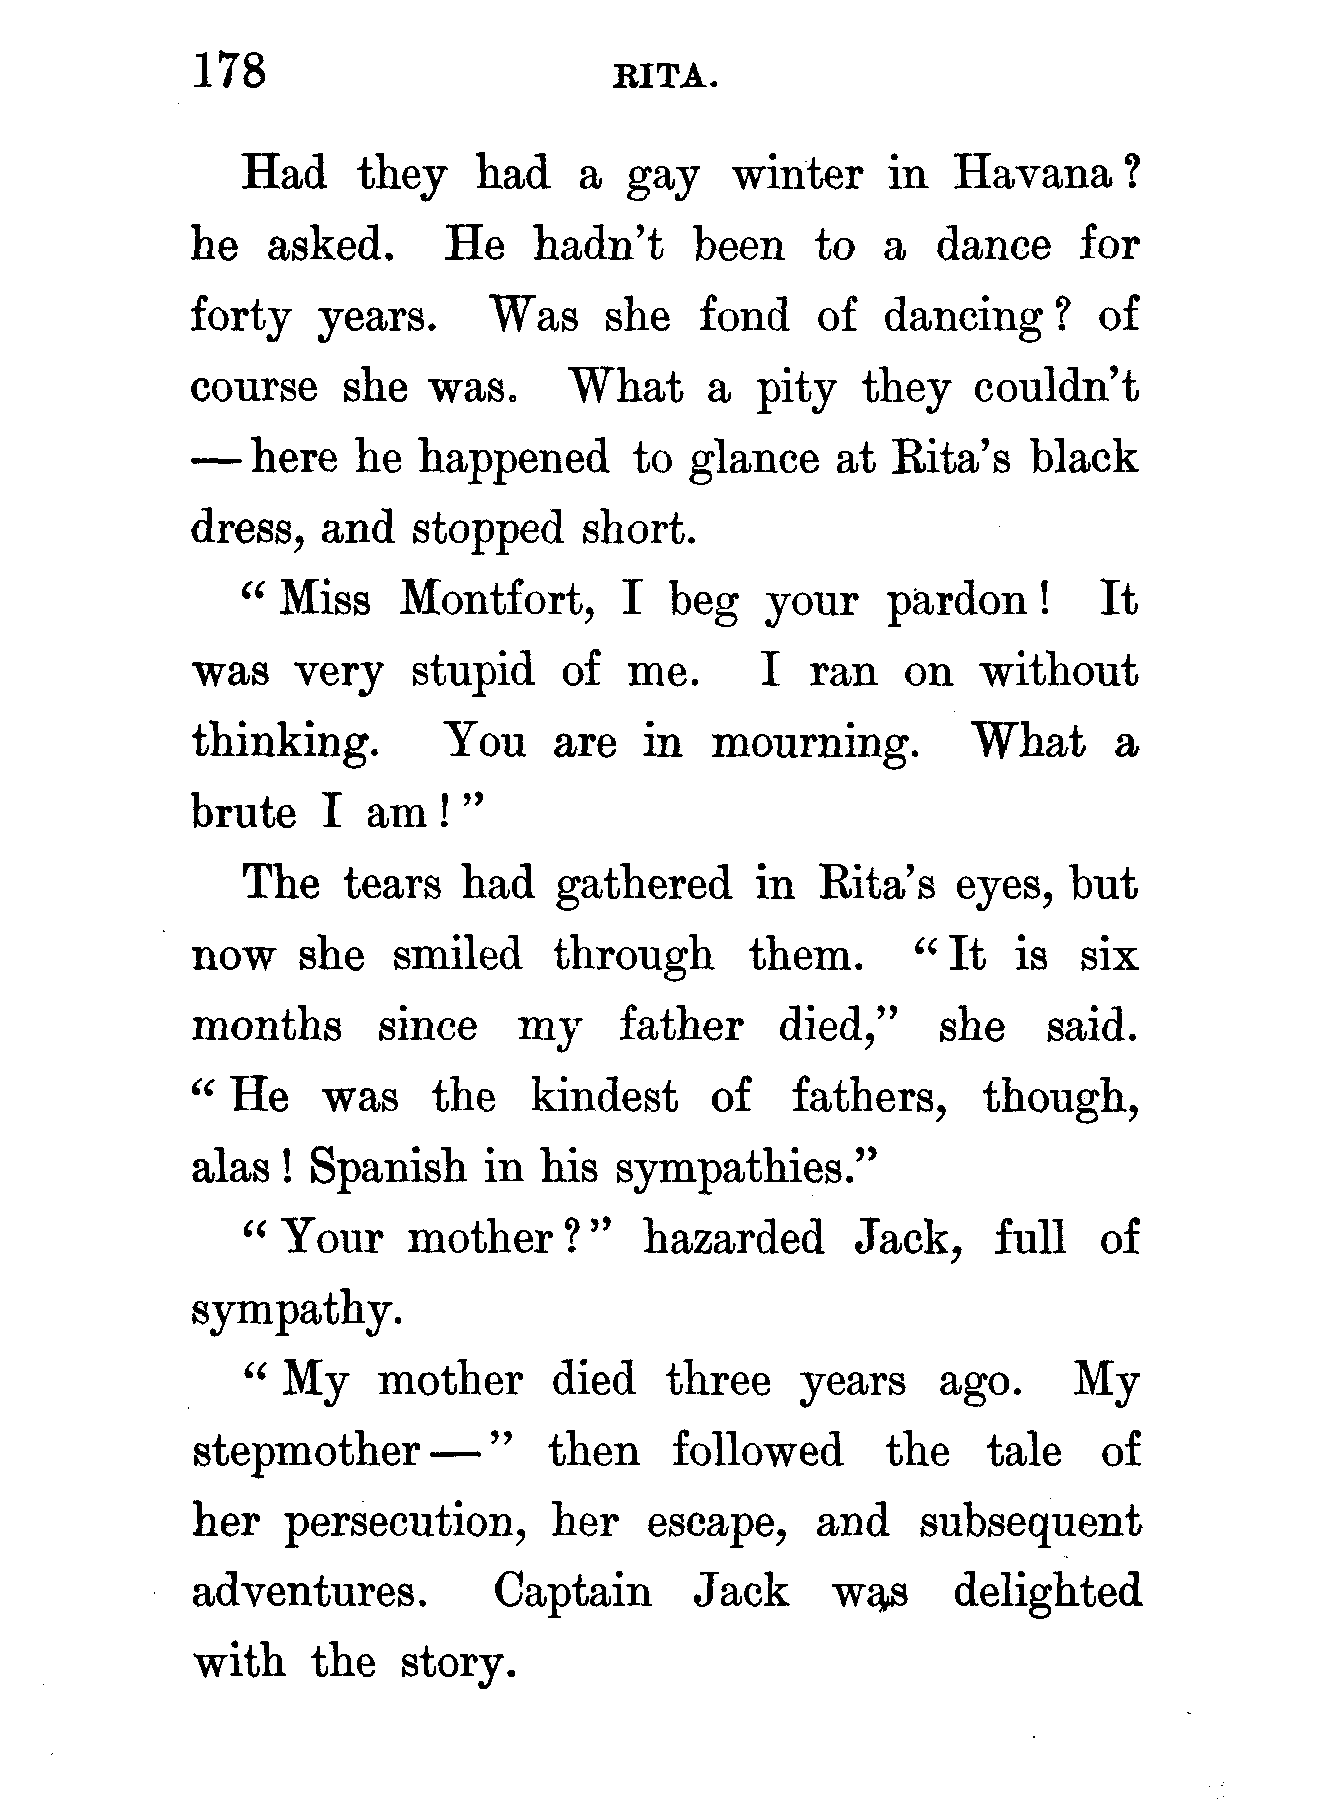 178 RITA.
Had they had a gay winter in Havana?
he asked. He hadn't been to a dance for
forty years. Was she fond of dancing? of
course she was. What a pity they couldn't
—here he happened to glance at Rita's black
dress, and stopped short.
"Miss Montfort, I beg your pardon! It
was very stupid of me. I ran on without
thinking. You are in mourning. What a
brute I am!"
The tears had gathered in Rita's eyes, but
now she smiled through them. "It is six
months since my father died," she said.
"He was the kindest of fathers, though,
alas! Spanish in his sympathies."
"Your mother?" hazarded Jack, full of
sympathy.
"My mother died three years ago. My
stepmother—" then followed the tale of
her persecution, her escape, and subsequent
adventures. Captain Jack was delighted
with the story.